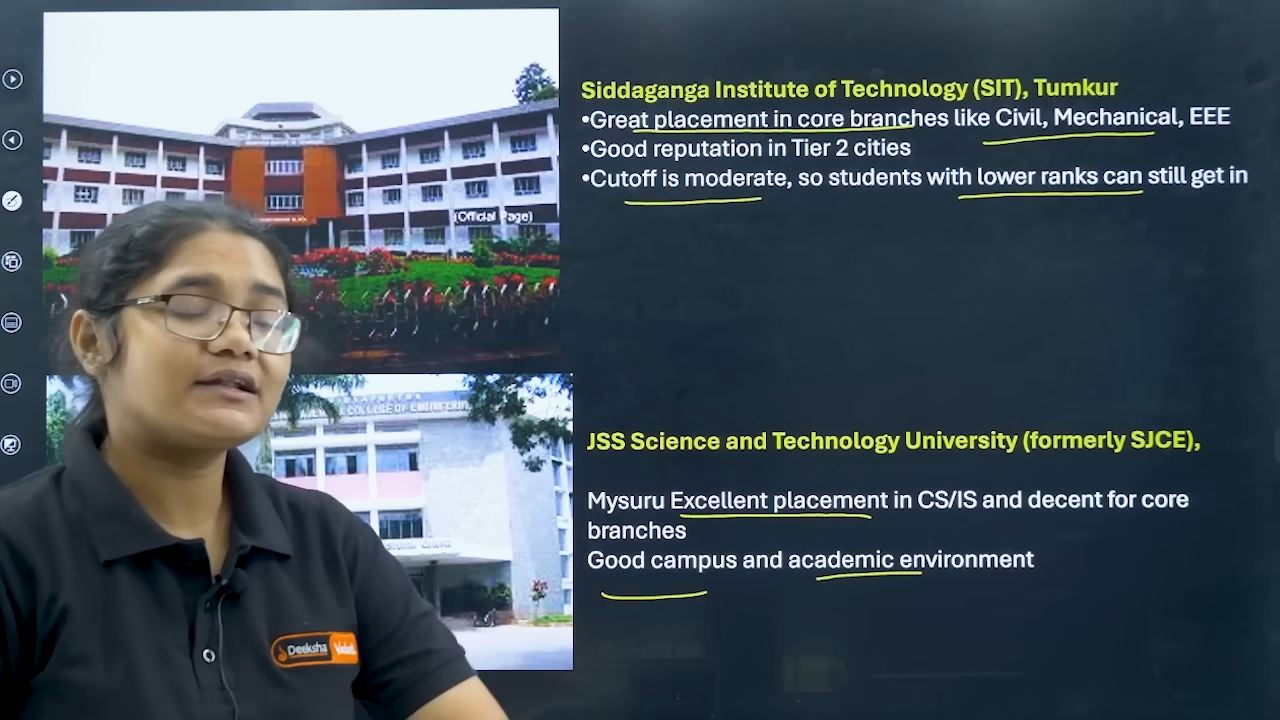 Siddaganga Institute of Technology (SIT), Tumkur
•Great placement in core branches like Civil, Mechanical, EEE
•Good reputation in Tier 2 cities
•Cutoff is moderate, so students with lower ranks can still get in
(Official Page)
JSS Science and Technology University (formerly SJCE),
Mysuru Excellent placement in CS/IS and decent for core
branches
Good campus and academic environment
COLLEGE OF
Deeksha